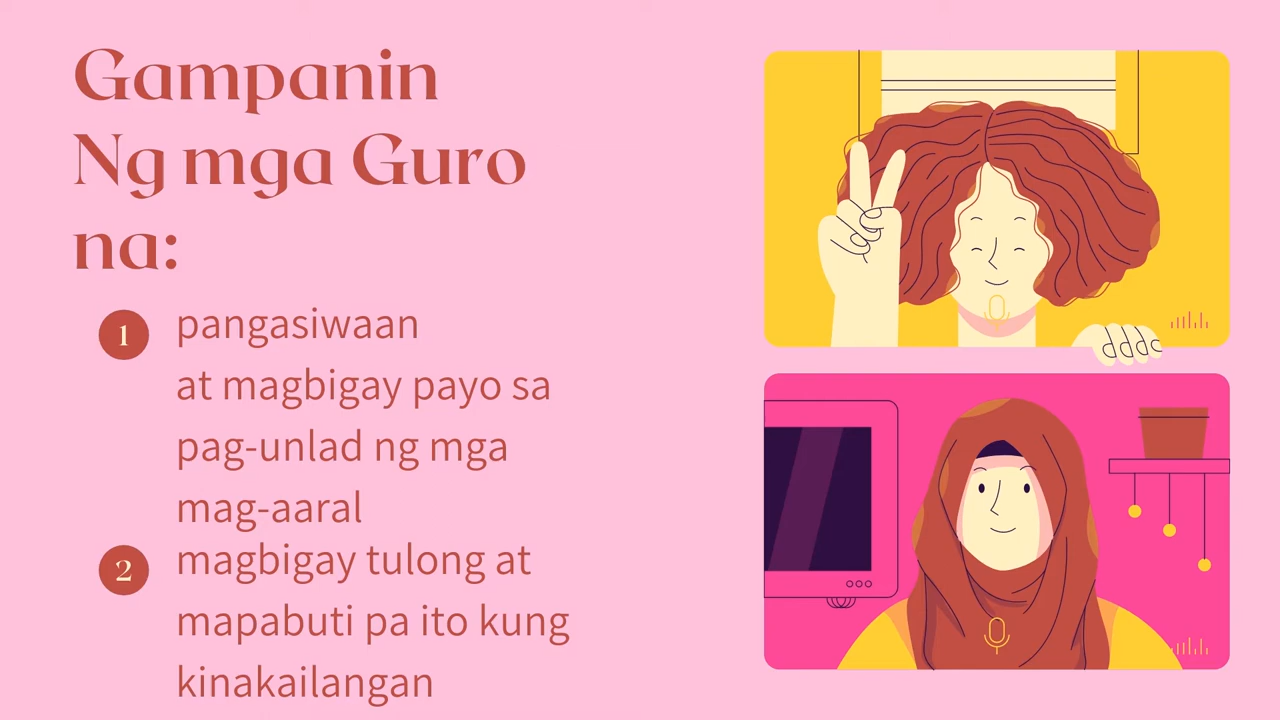 Gampanin
Ng mga Guro
na:
1
pangasiwaan
at magbigay payo sa
pag-unlad ng mga
mag-aaral
2
magbigay tulong at
mapabuti pa ito kung
kinakailangan